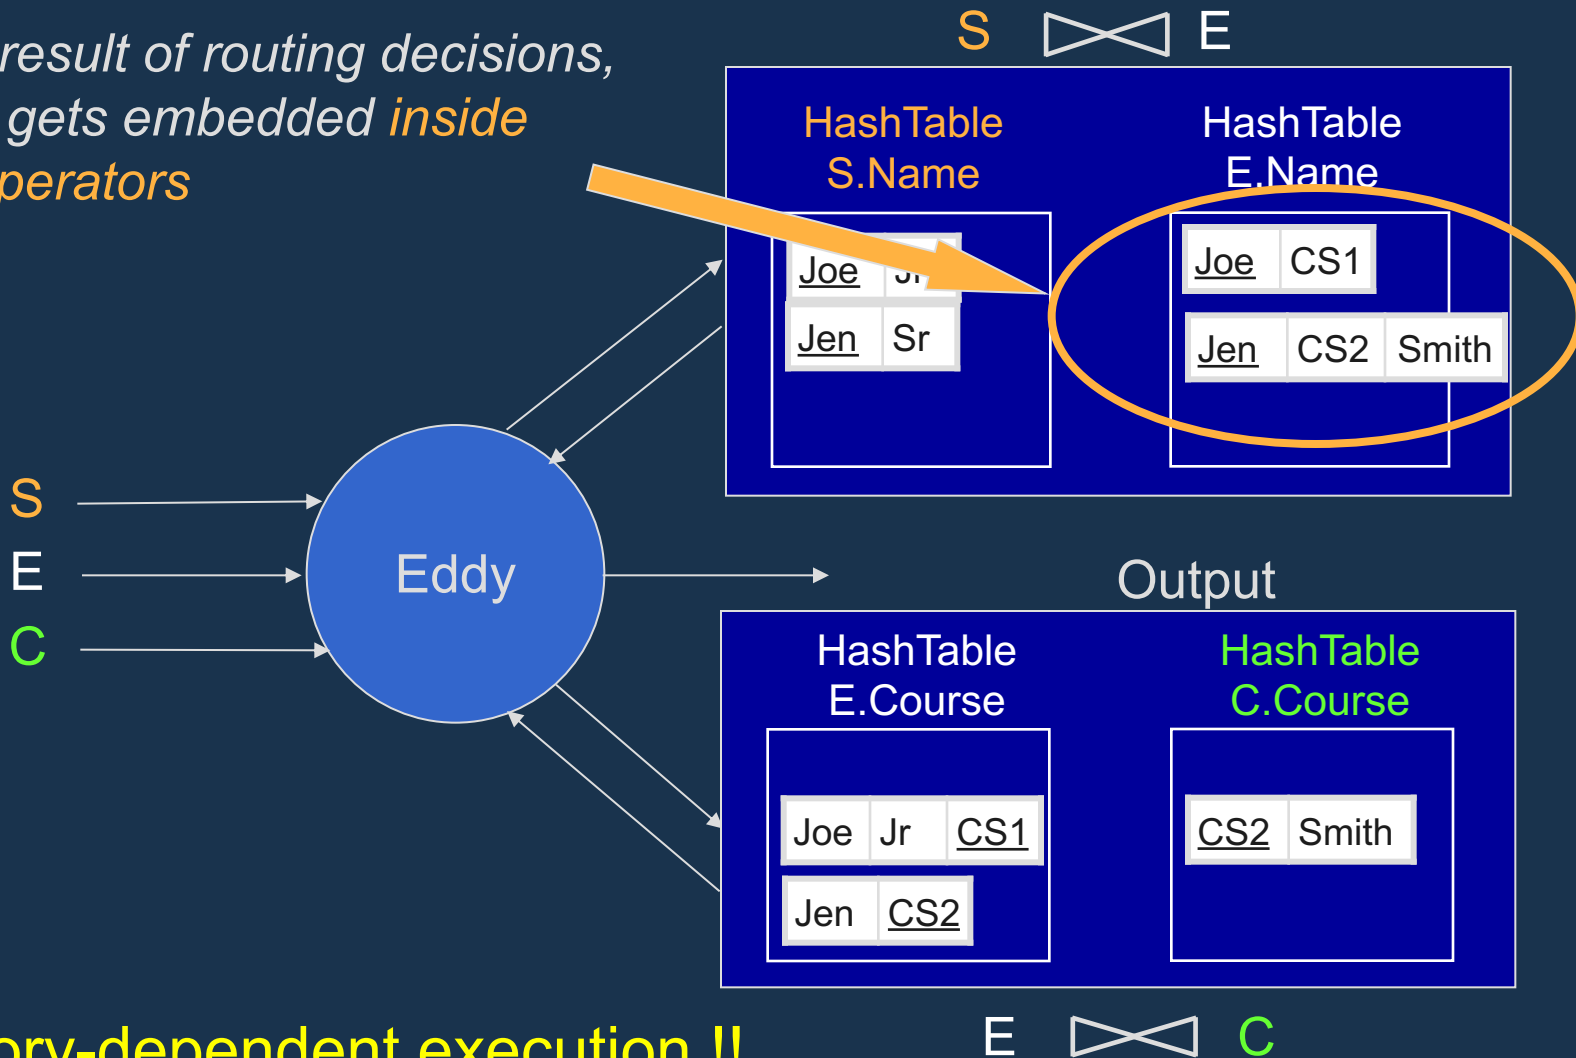 S E
result of routing decisions,
gets embedded inside
perators
HashTable
S.Name
HashTable
E.Name
Joe Jr
Jen Sr
Joe CS1
Jen CS2 Smith
S
E
C
Eddy
Output
HashTable
E.Course
HashTable
C.Course
Joe Jr CS1
Jen CS2
CS2 Smith
ory-dependent execution !!
E C